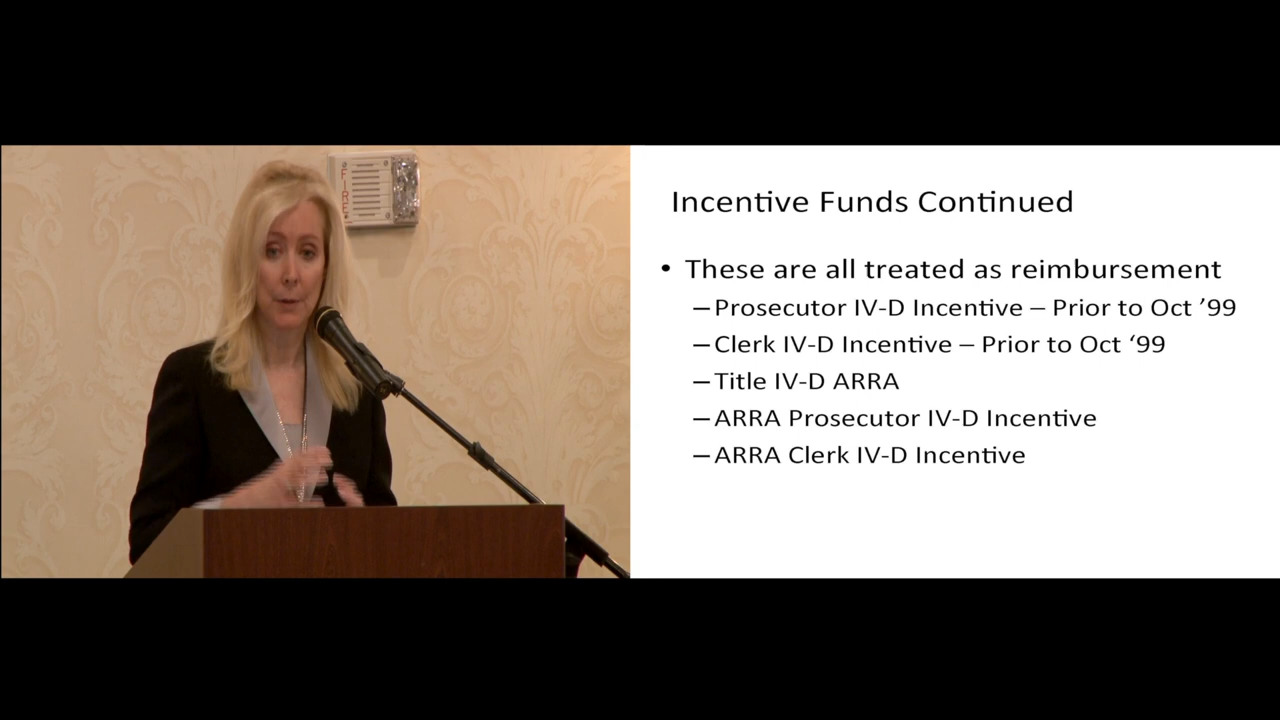 FIRE
Incentive Funds Continued
• These are all treated as reimbursement
– Prosecutor IV-D Incentive – Prior to Oct ’99
– Clerk IV-D Incentive – Prior to Oct ‘99
– Title IV-D ARRA
– ARRA Prosecutor IV-D Incentive
– ARRA Clerk IV-D Incentive